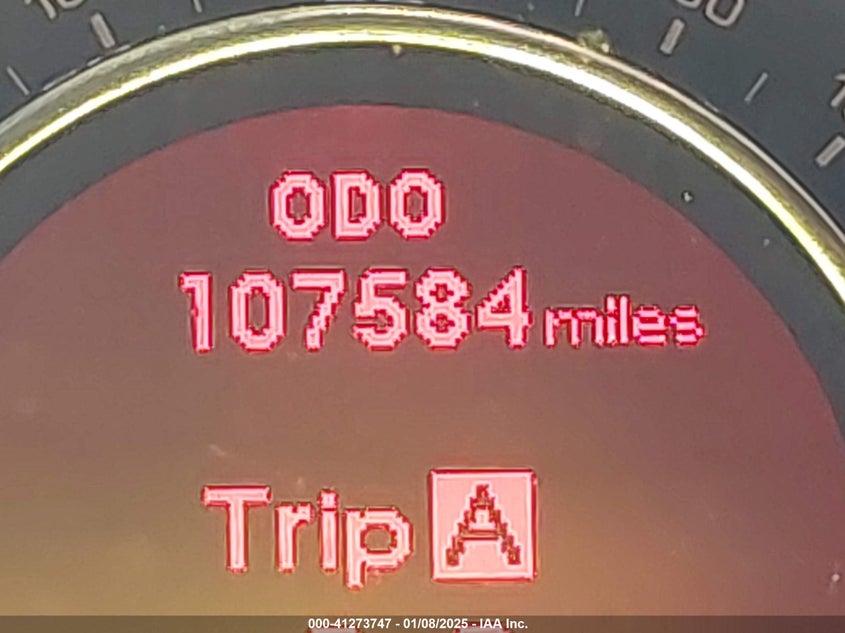 ODO
107584 miles
Trip A
000-41273747 - 01/08/2025 - IAA Inc.